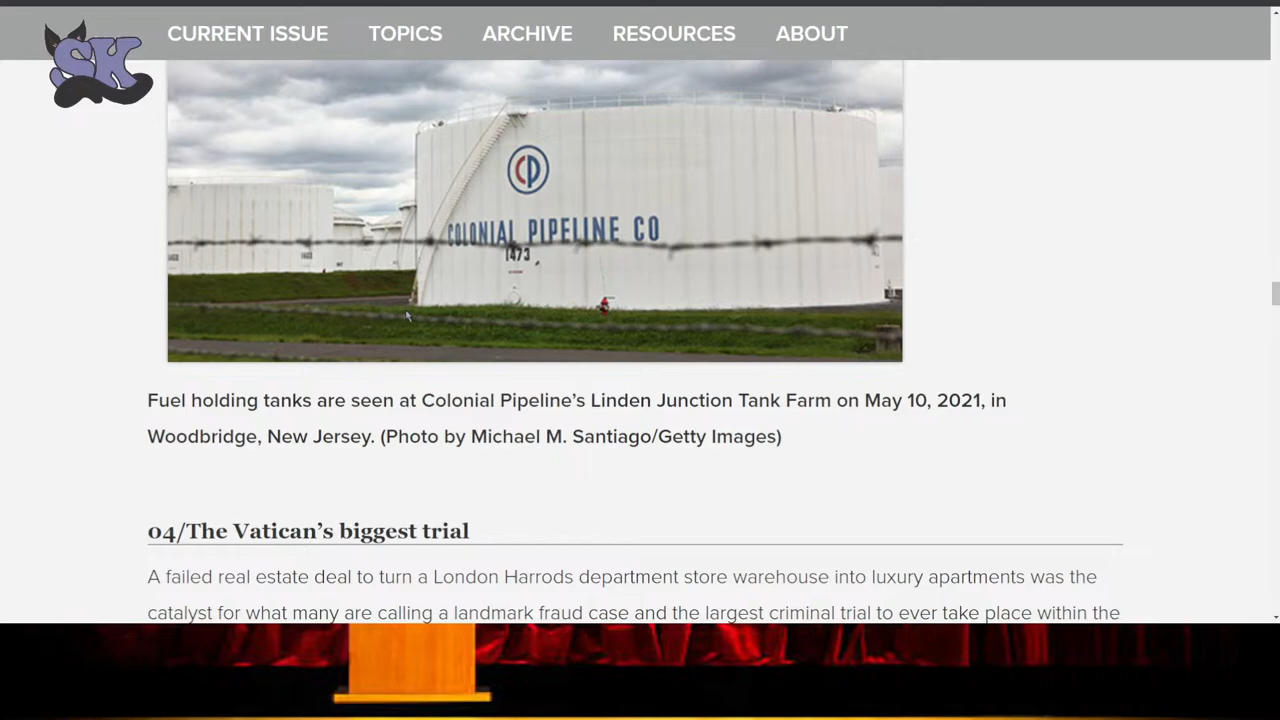 SK
CURRENT ISSUE TOPICS ARCHIVE RESOURCES ABOUT
CP
COLONIAL PIPELINE CO
1473
Fuel holding tanks are seen at Colonial Pipeline’s Linden Junction Tank Farm on May 10, 2021, in
Woodbridge, New Jersey. (Photo by Michael M. Santiago/Getty Images)
04/The Vatican’s biggest trial
A failed real estate deal to turn a London Harrods department store warehouse into luxury apartments was the
catalyst for what many are calling a landmark fraud case and the largest criminal trial to ever take place within the